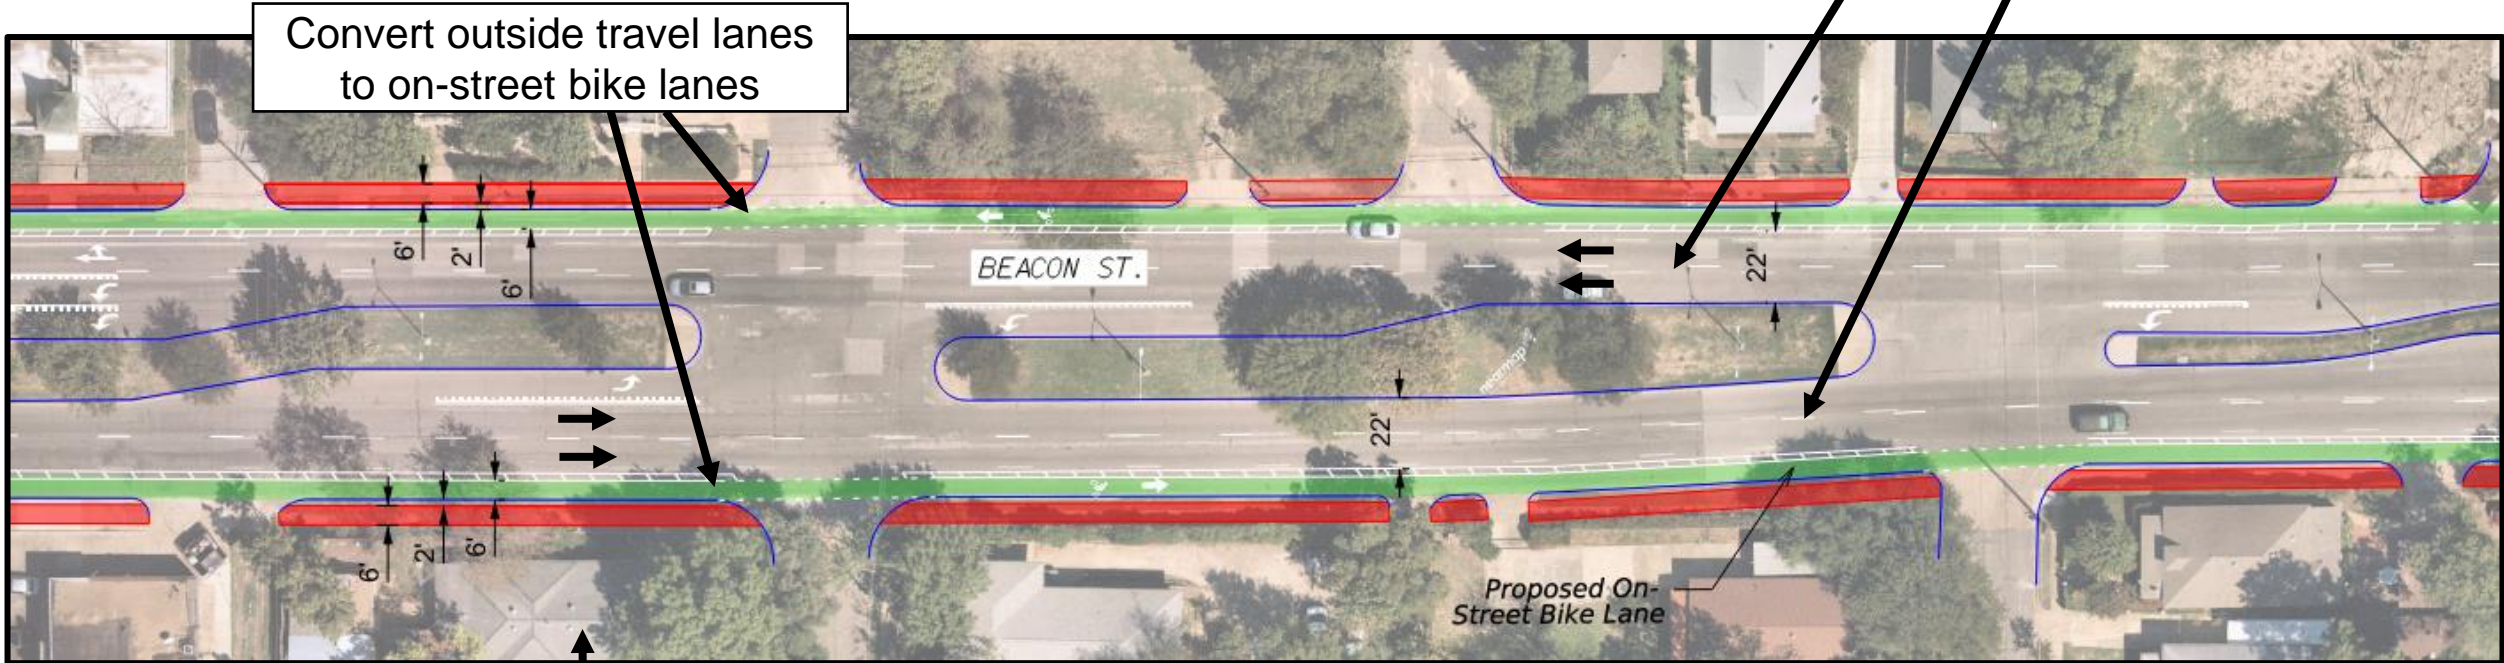 Convert outside travel lanes
to on-street bike lanes
6'
2'
6'
BEACON ST.
22'
nearmap
22'
6'
2'
6'
Proposed On-
Street Bike Lane